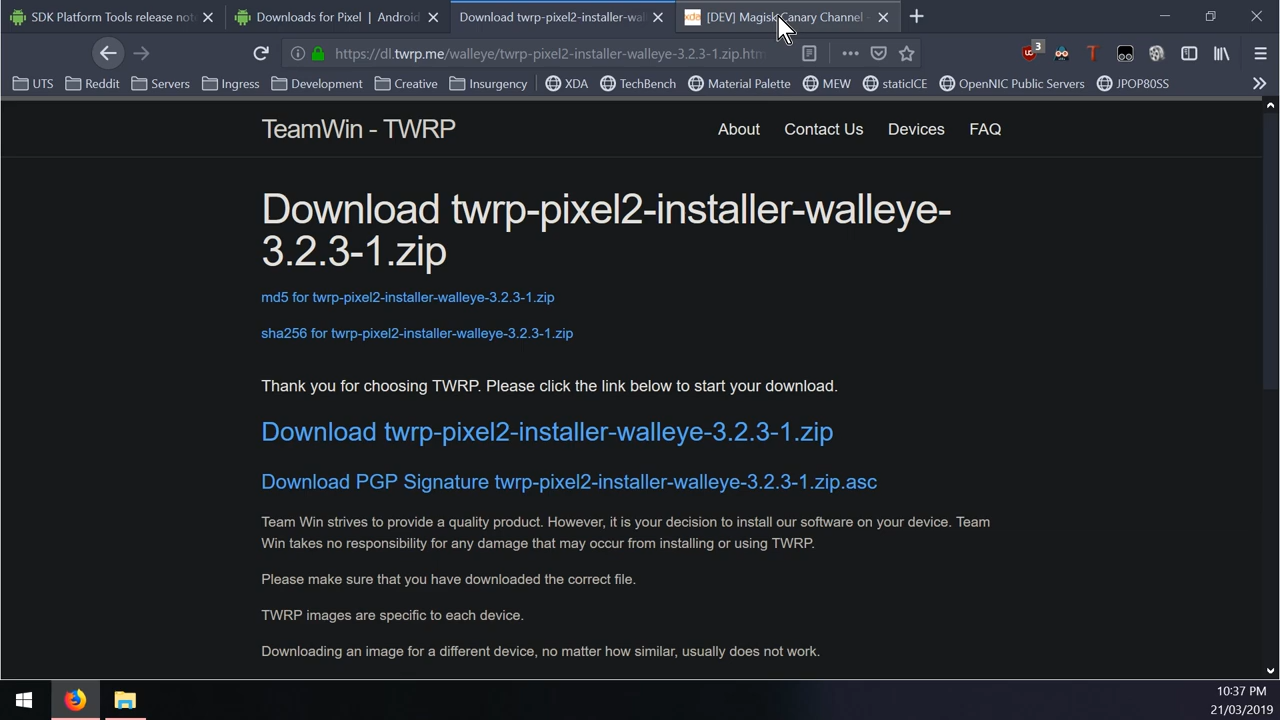 SDK Platform Tools release not
Downloads for Pixel | Android
Download twrp-pixel2-installer-wal
xda [DEV] Magisk Canary Channel -
https://dl.twrp.me/walleye/twrp-pixel2-installer-walleye-3.2.3-1.zip.htm
3
UTS
Reddit
Servers
Ingress
Development
Creative
Insurgency
XDA
TechBench
Material Palette
MEW
staticICE
OpenNIC Public Servers
JPOP80SS
TeamWin - TWRP
About
Contact Us
Devices
FAQ
Download twrp-pixel2-installer-walleye-
3.2.3-1.zip
md5 for twrp-pixel2-installer-walleye-3.2.3-1.zip
sha256 for twrp-pixel2-installer-walleye-3.2.3-1.zip
Thank you for choosing TWRP. Please click the link below to start your download.
Download twrp-pixel2-installer-walleye-3.2.3-1.zip
Download PGP Signature twrp-pixel2-installer-walleye-3.2.3-1.zip.asc
Team Win strives to provide a quality product. However, it is your decision to install our software on your device. Team
Win takes no responsibility for any damage that may occur from installing or using TWRP.
Please make sure that you have downloaded the correct file.
TWRP images are specific to each device.
Downloading an image for a different device, no matter how similar, usually does not work.
10:37 PM
21/03/2019